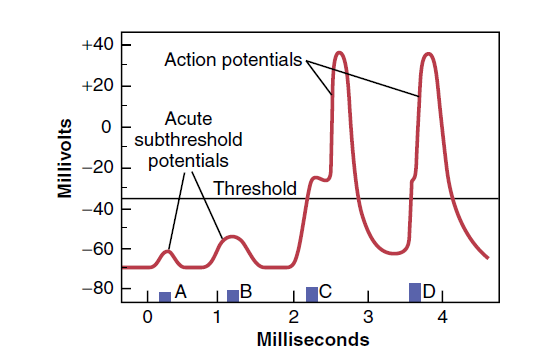 +40
+20
0
−20
−40
−60
−80
Millivolts
Action potentials
Acute
subthreshold
potentials
Threshold
A
B
C
D
0 1 2 3 4
Milliseconds